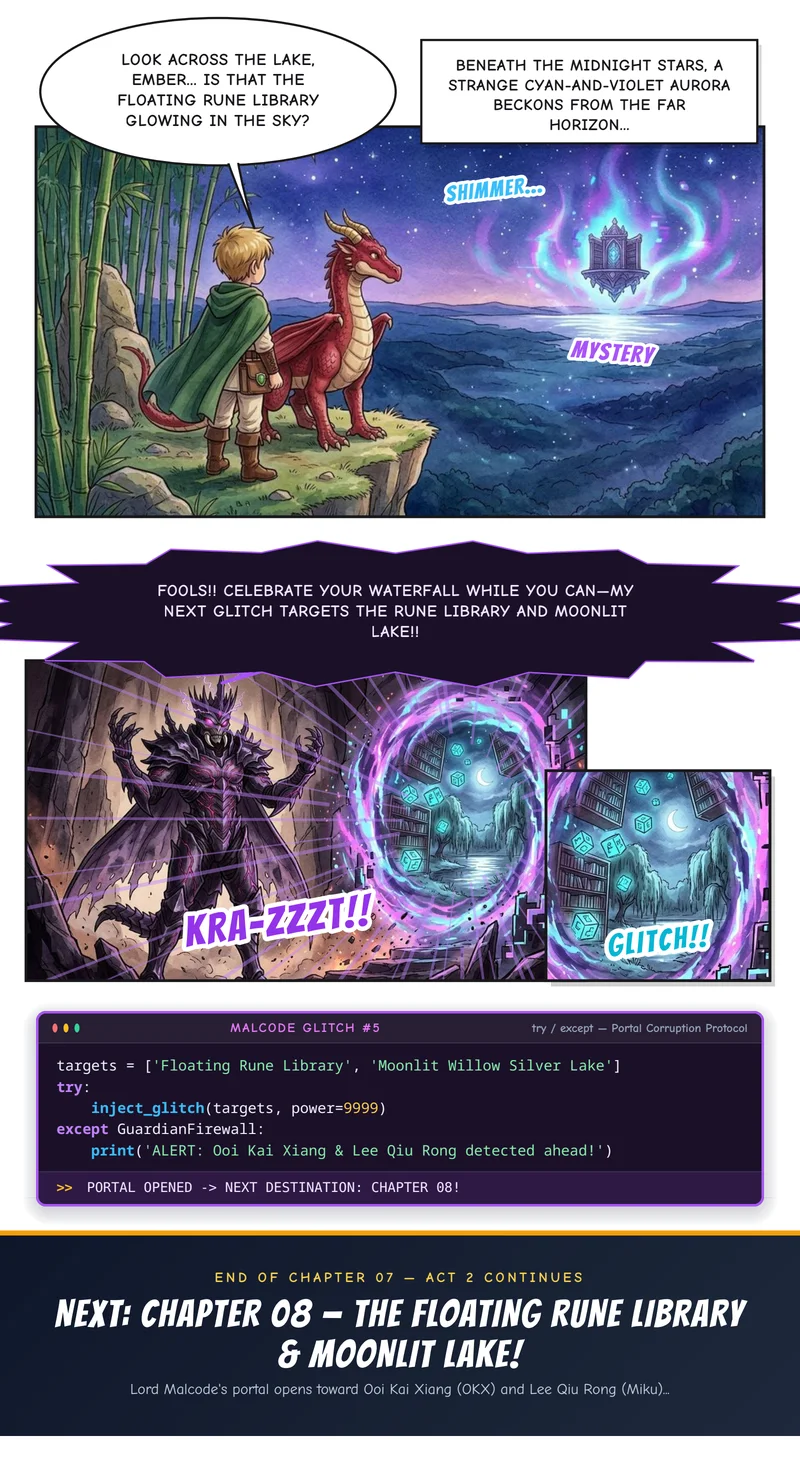 LOOK ACROSS THE LAKE,
EMBER... IS THAT THE
FLOATING RUNE LIBRARY
GLOWING IN THE SKY?
BENEATH THE MIDNIGHT STARS, A
STRANGE CYAN-AND-VIOLET AURORA
BECKONS FROM THE FAR
HORIZON...
SHIMMER...
MYSTERY
FOOLS!! CELEBRATE YOUR WATERFALL WHILE YOU CAN—MY
NEXT GLITCH TARGETS THE RUNE LIBRARY AND MOONLIT
LAKE!!
KRA-ZZZT!!
GLITCH!!
MALCODE GLITCH #5
try / except — Portal Corruption Protocol
targets = ['Floating Rune Library', 'Moonlit Willow Silver Lake']
try:
    inject_glitch(targets, power=9999)
except GuardianFirewall:
    print('ALERT: Ooi Kai Xiang & Lee Qiu Rong detected ahead!')
>> PORTAL OPENED -> NEXT DESTINATION: CHAPTER 08!
END OF CHAPTER 07 — ACT 2 CONTINUES
NEXT: CHAPTER 08 — THE FLOATING RUNE LIBRARY
& MOONLIT LAKE!
Lord Malcode's portal opens toward Ooi Kai Xiang (OKX) and Lee Qiu Rong (Miku)...